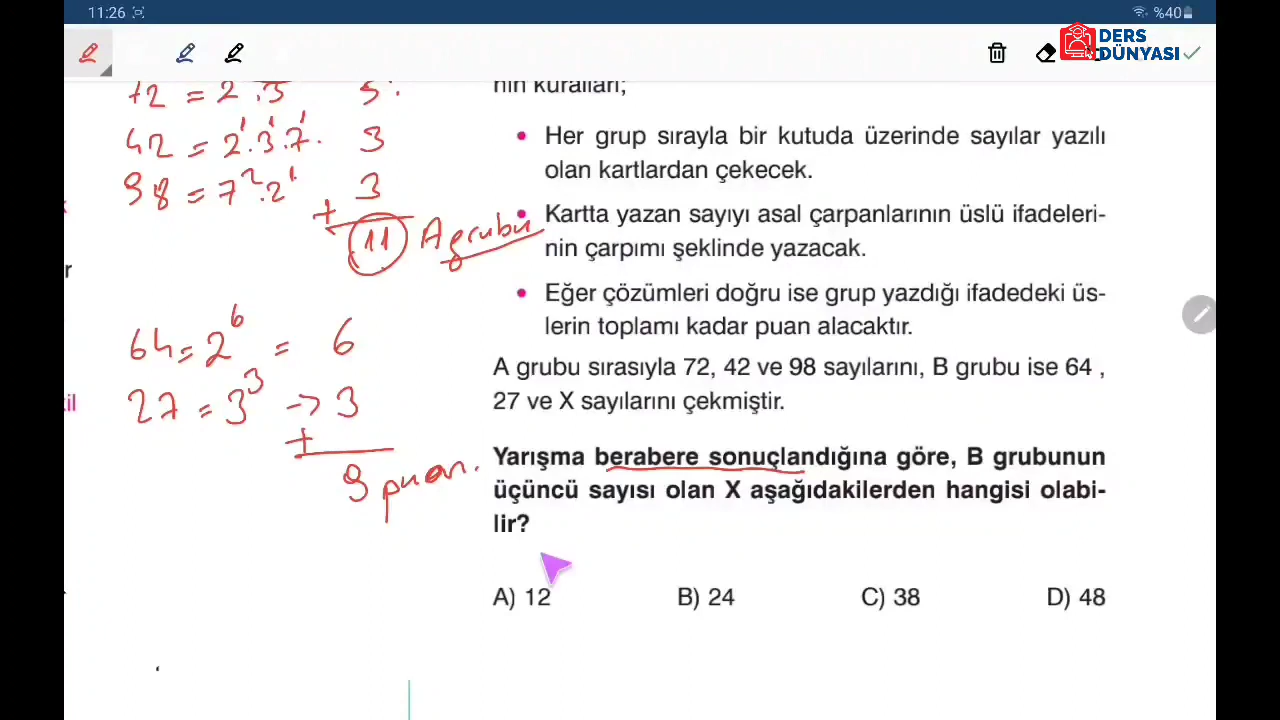 11:26
%40
DERS
DÜNYASI
72 = 2 . 3 5
42 = 2¹.3¹.7¹. 3
98 = 7².2¹ 3
+
11 A grubu
64 = 2⁶ = 6
27 = 3³ → 3
+
9 puan.
r
il
nin kuralları;
• Her grup sırayla bir kutuda üzerinde sayılar yazılı
olan kartlardan çekecek.
• Kartta yazan sayıyı asal çarpanlarının üslü ifadeleri-
nin çarpımı şeklinde yazacak.
• Eğer çözümleri doğru ise grup yazdığı ifadedeki üs-
lerin toplamı kadar puan alacaktır.
A grubu sırasıyla 72, 42 ve 98 sayılarını, B grubu ise 64 ,
27 ve X sayılarını çekmiştir.
Yarışma berabere sonuçlandığına göre, B grubunun
üçüncü sayısı olan X aşağıdakilerden hangisi olabi-
lir?
A) 12 B) 24 C) 38 D) 48